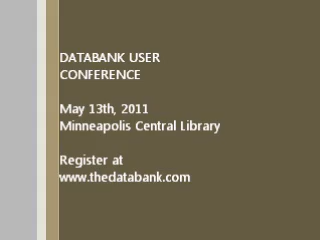 DATABANK USER
CONFERENCE
May 13th, 2011
Minneapolis Central Library
Register at
www.thedatabank.com